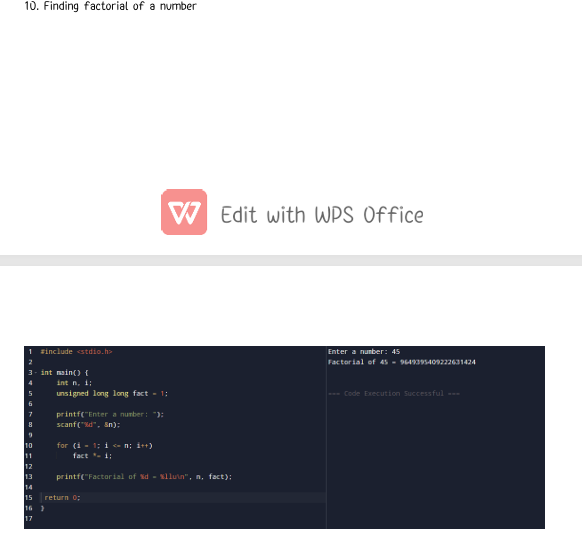 10. Finding factorial of a number
Edit with WPS Office
1 #include <stdio.h>
2
3 int main() {
4 int n, i;
5 unsigned long long fact = 1;
6
7 printf("Enter a number: ");
8 scanf("%d", &n);
9
10 for (i = 1; i <= n; i++)
11 fact *= i;
12
13 printf("Factorial of %d = %llu\n", n, fact);
14
15 return 0;
16 }
17
Enter a number: 45
Factorial of 45 = 9649395409222631424
=== Code Execution Successful ===